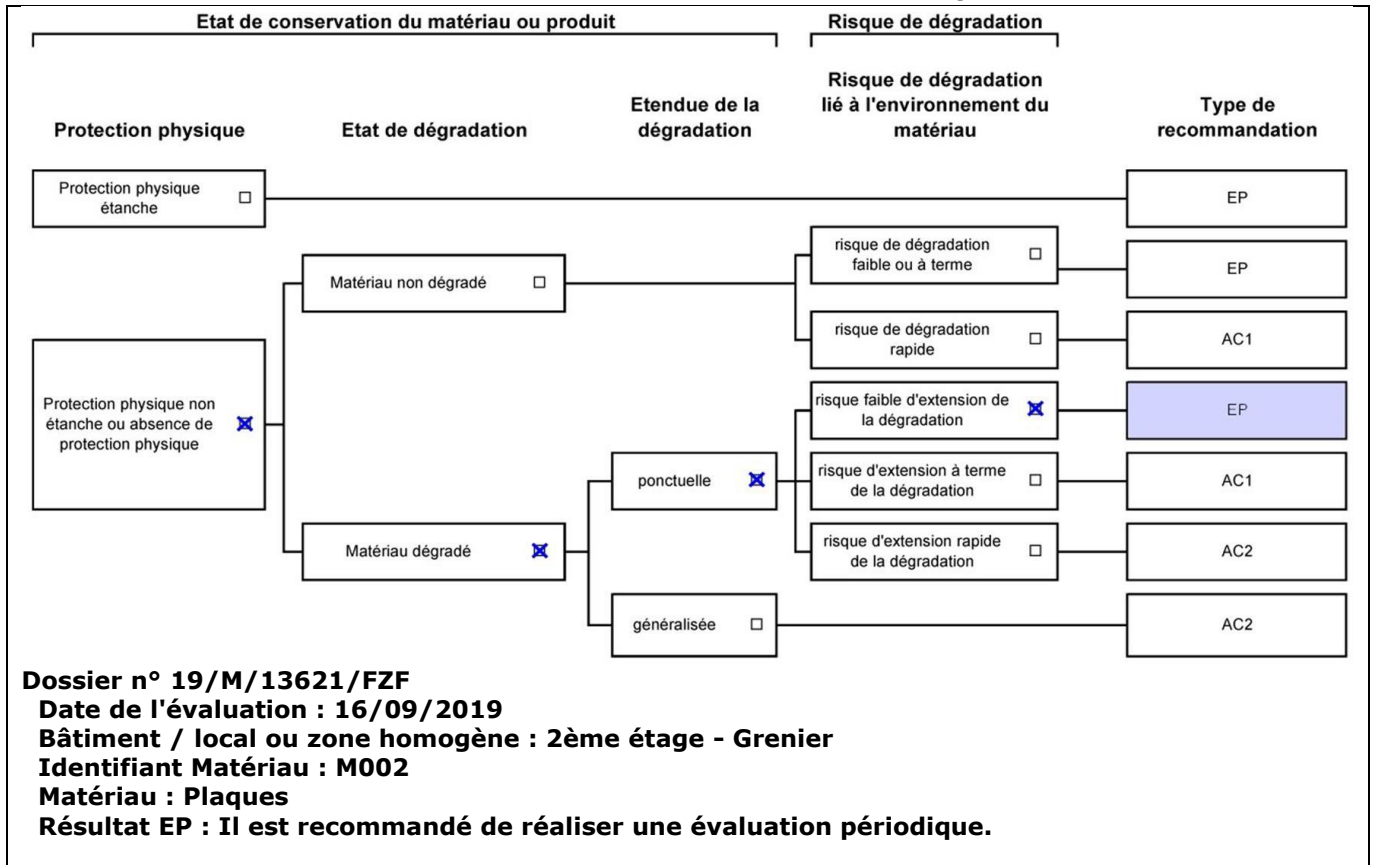 Etat de conservation du matériau ou produit
Risque de dégradation
Protection physique
Etat de dégradation
Etendue de la
dégradation
Risque de dégradation
lié à l'environnement du
matériau
Type de
recommandation
Protection physique
étanche
EP
risque de dégradation
faible ou à terme
EP
Matériau non dégradé
risque de dégradation
rapide
AC1
Protection physique non
étanche ou absence de
protection physique
risque faible d'extension de
la dégradation
EP
ponctuelle
risque d'extension à terme
de la dégradation
AC1
Matériau dégradé
risque d'extension rapide
de la dégradation
AC2
généralisée
AC2
Dossier n° 19/M/13621/FZF
Date de l'évaluation : 16/09/2019
Bâtiment / local ou zone homogène : 2ème étage - Grenier
Identifiant Matériau : M002
Matériau : Plaques
Résultat EP : Il est recommandé de réaliser une évaluation périodique.